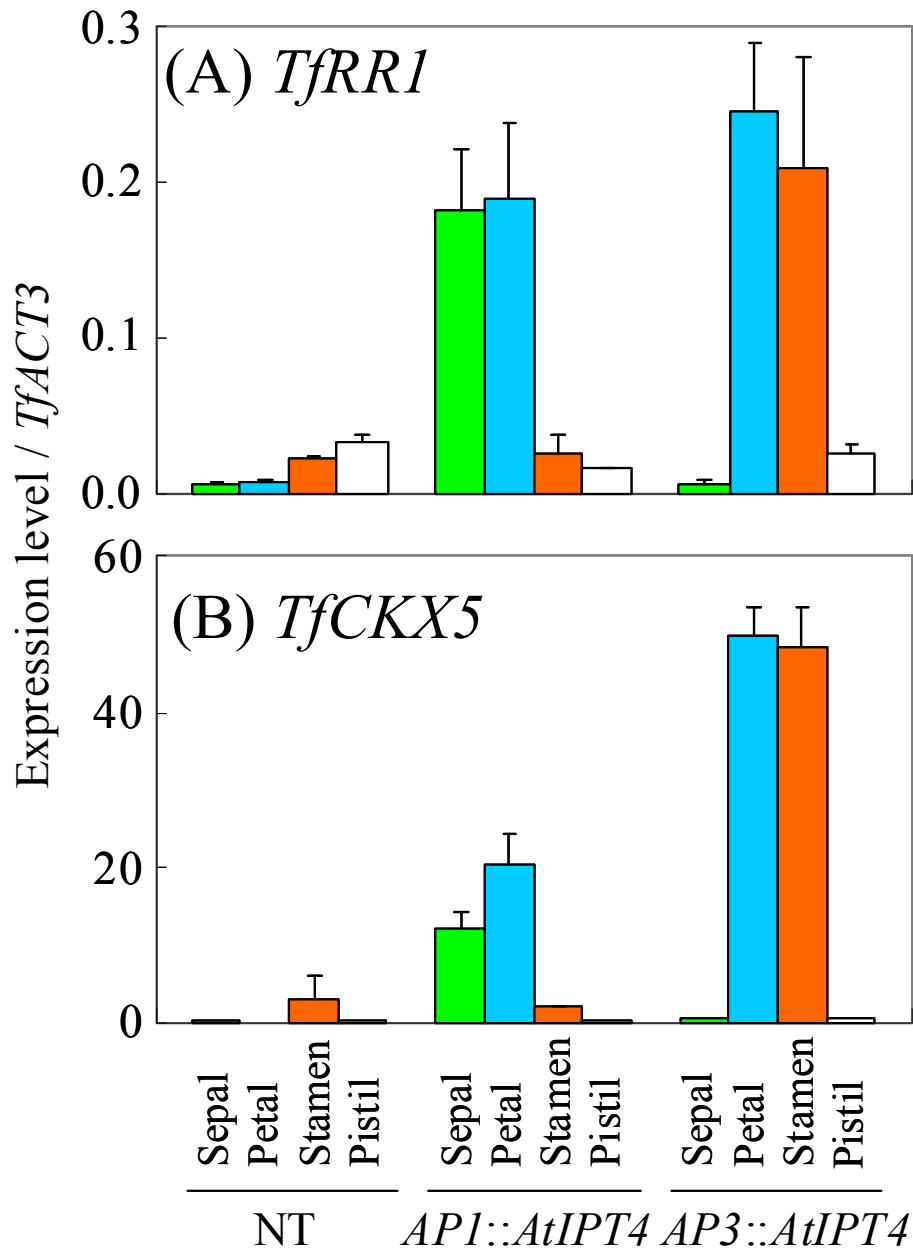 Expression level / TfACT3
(A) TfRR1
0.3
0.2
0.1
0.0
(B) TfCKX5
60
40
20
0
Sepal
Petal
Stamen
Pistil
Sepal
Petal
Stamen
Pistil
Sepal
Petal
Stamen
Pistil
NT
AP1::AtIPT4
AP3::AtIPT4